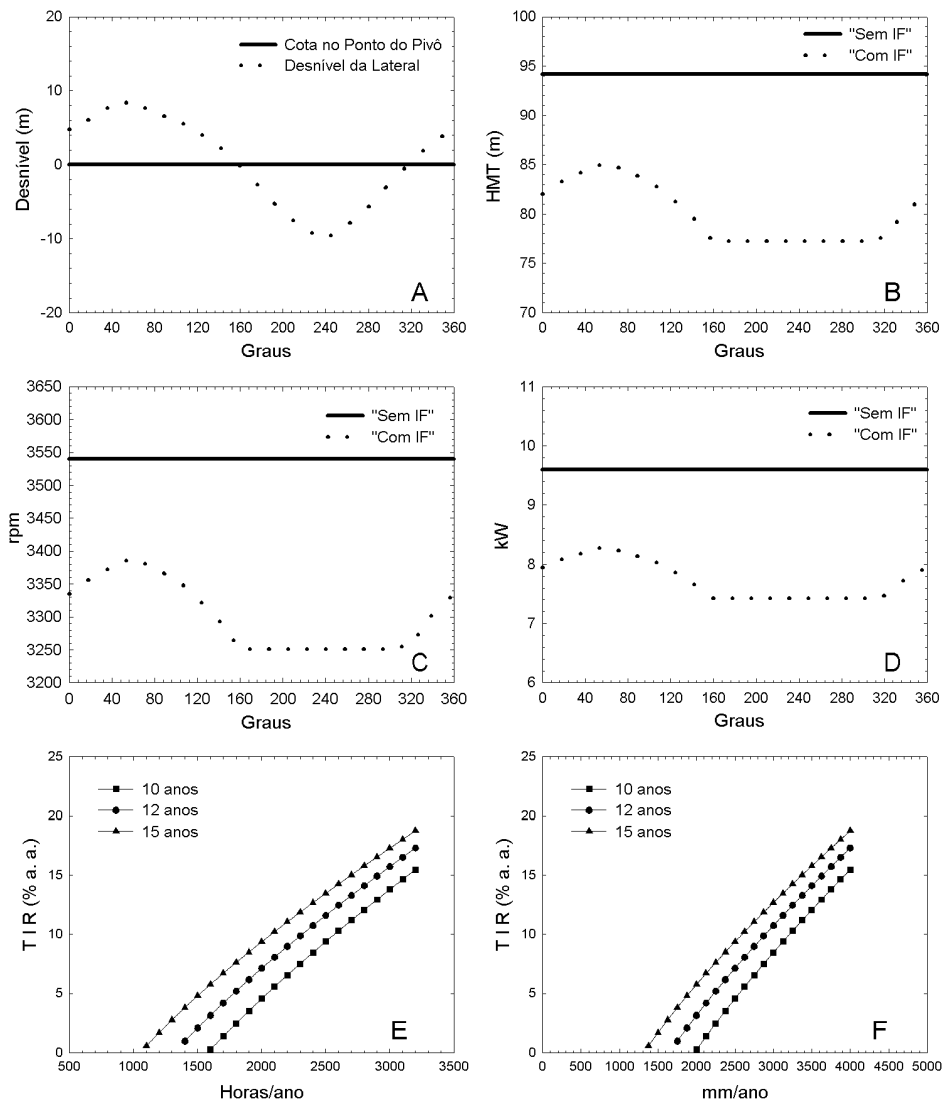 20
10
0
-10
-20
Desnível (m)
Cota no Ponto do Pivô
Desnível da Lateral
A
0 40 80 120 160 200 240 280 320 360
Graus
100
95
90
85
80
75
70
HMT (m)
"Sem IF"
"Com IF"
B
0 40 80 120 160 200 240 280 320 360
Graus
3650
3600
3550
3500
3450
3400
3350
3300
3250
3200
rpm
"Sem IF"
"Com IF"
C
0 40 80 120 160 200 240 280 320 360
Graus
11
10
9
8
7
6
kW
"Sem IF"
"Com IF"
D
0 40 80 120 160 200 240 280 320 360
Graus
25
20
15
10
5
0
T I R (% a. a.)
10 anos
12 anos
15 anos
E
500 1000 1500 2000 2500 3000 3500
Horas/ano
25
20
15
10
5
0
T I R (% a. a.)
10 anos
12 anos
15 anos
F
0 500 1000 1500 2000 2500 3000 3500 4000 4500 5000
mm/ano